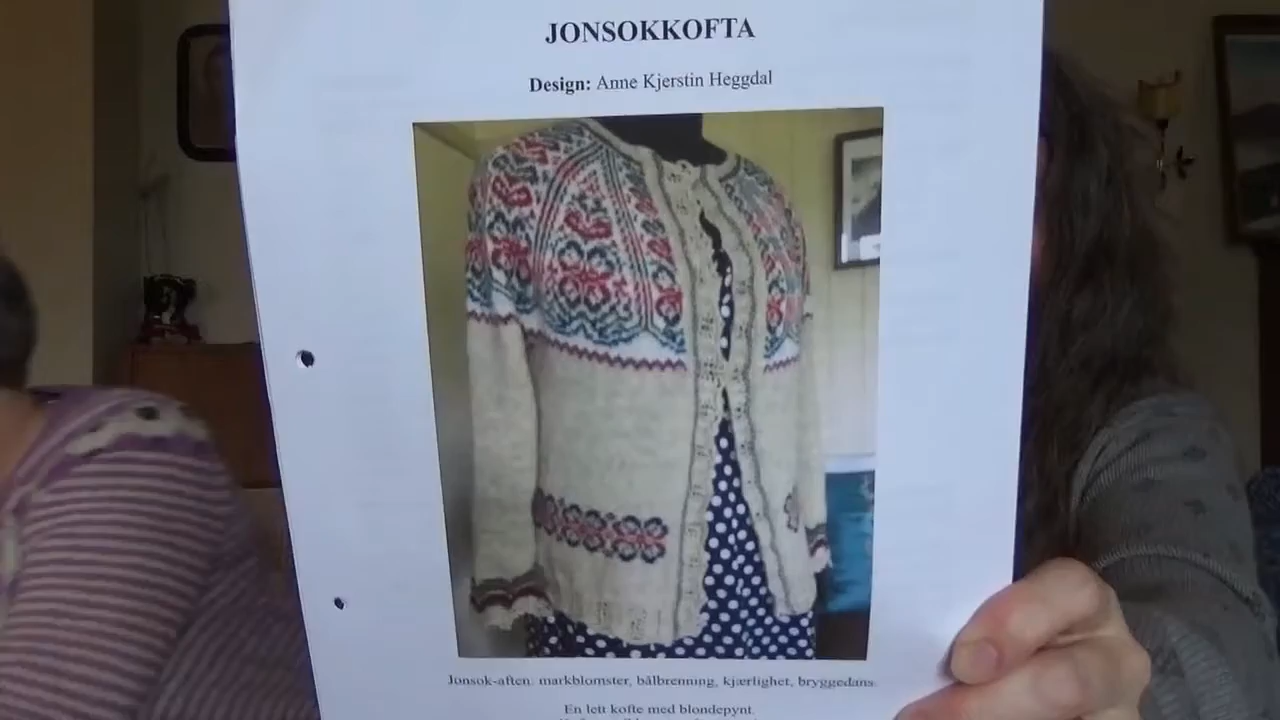 JONSOKKOFTA
Design: Anne Kjerstin Heggdal
Jonsok-aften: markblomster, bålbrenning, kjærlighet, bryggedans.
En lett kofte med blondepynt.